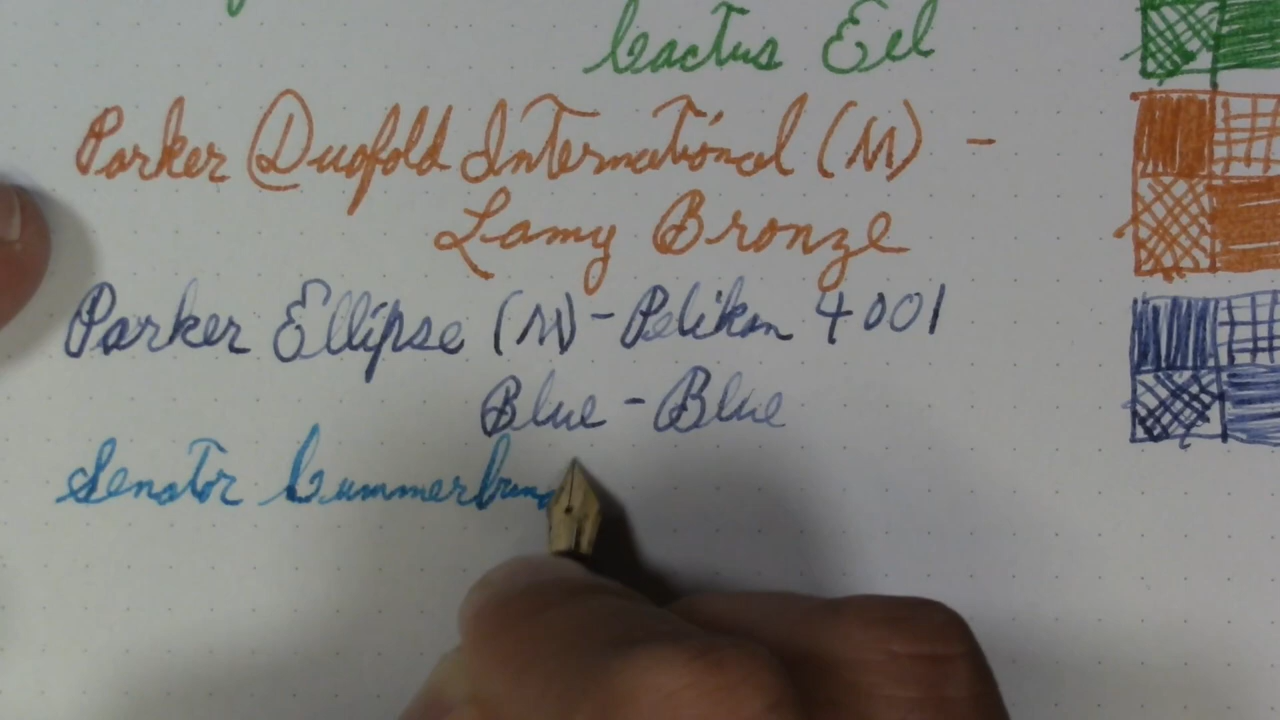 Cactus Eel
Parker Duofold International (M) -
Lamy Bronze
Parker Ellipse (M) - Pelikan 4001
Blue - Blue
Senator Cummerbund